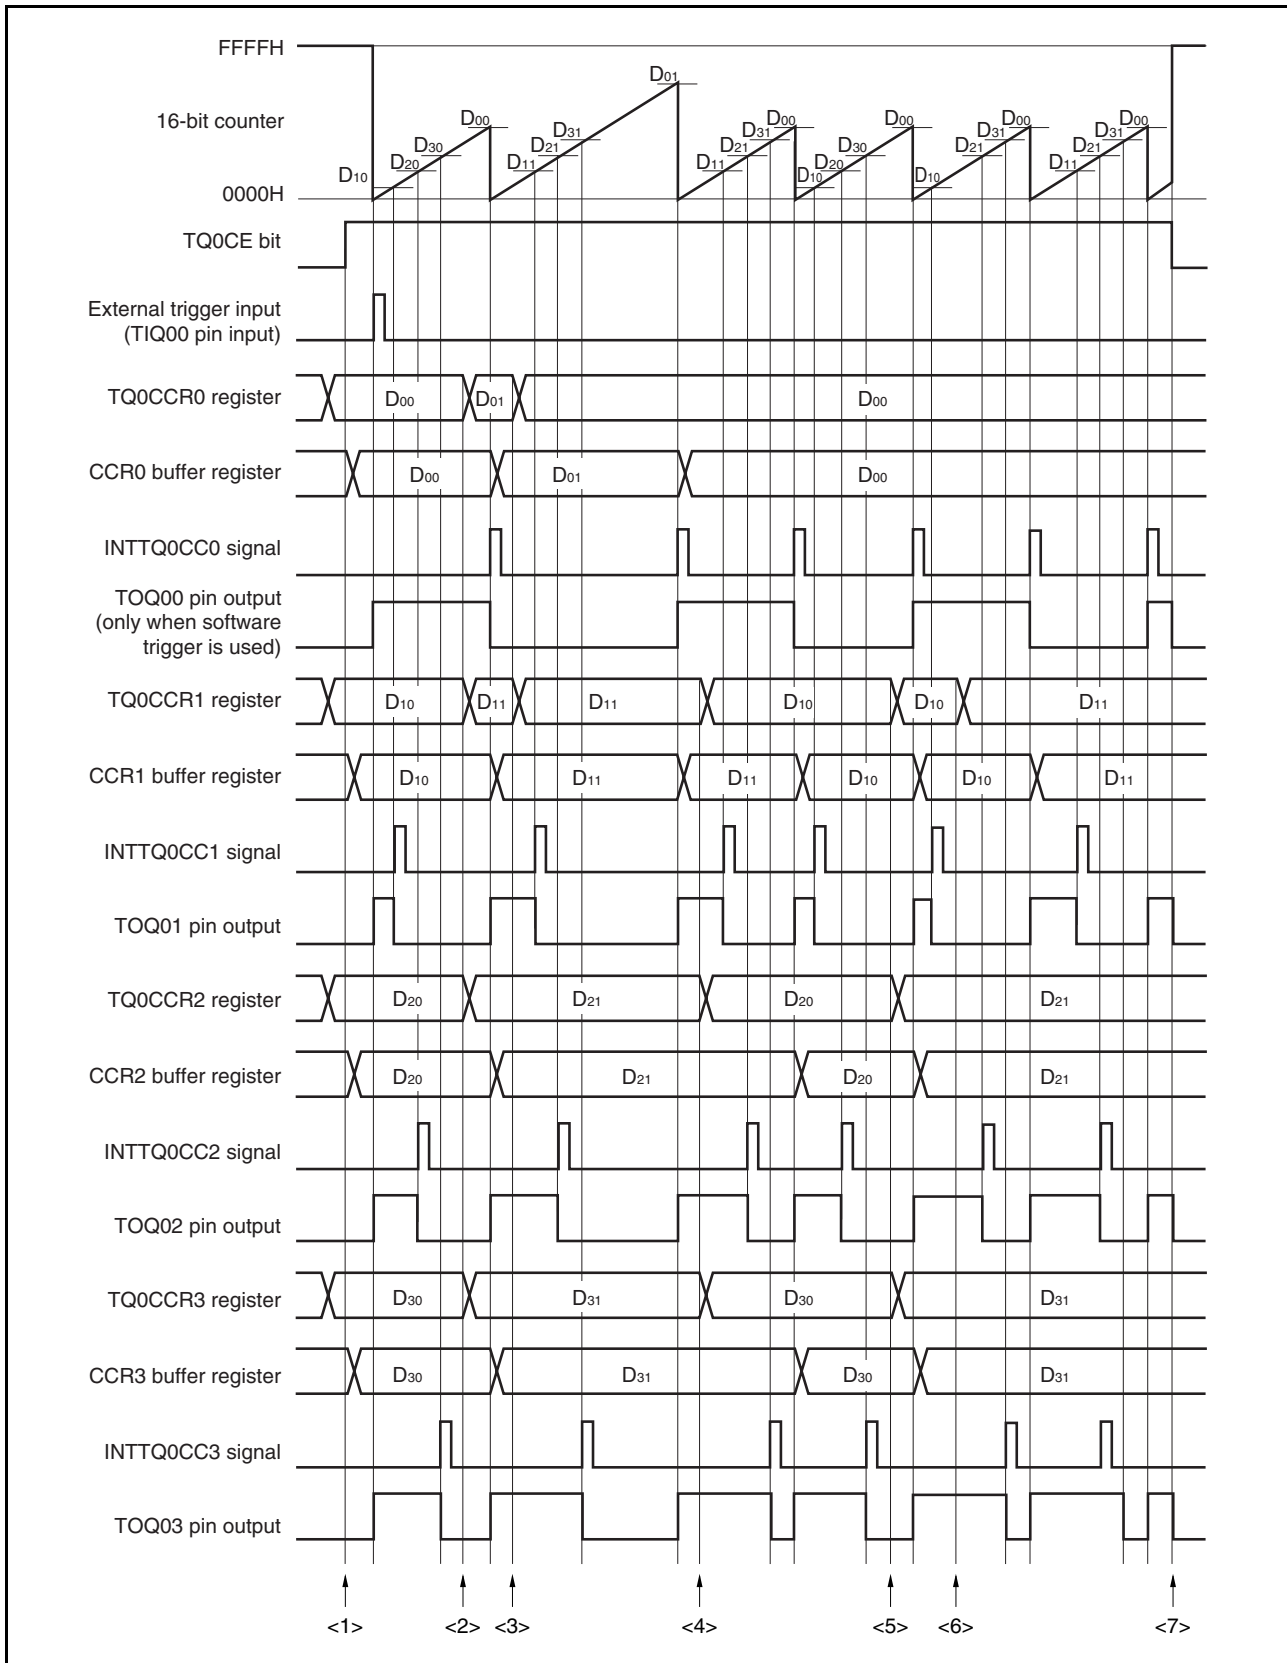 FFFFH
16-bit counter
0000H
D10 D20 D30 D00 D11 D21 D31 D01 D11 D21 D31 D00 D10 D20 D30 D00 D10 D21 D31 D00 D11 D21 D31 D00
TQ0CE bit
External trigger input
(TIQ00 pin input)
TQ0CCR0 register D00 D01 D00
CCR0 buffer register D00 D01 D00
INTTQ0CC0 signal
TOQ00 pin output
(only when software
trigger is used)
TQ0CCR1 register D10 D11 D11 D10 D10 D11
CCR1 buffer register D10 D11 D11 D10 D10 D11
INTTQ0CC1 signal
TOQ01 pin output
TQ0CCR2 register D20 D21 D20 D21
CCR2 buffer register D20 D21 D20 D21
INTTQ0CC2 signal
TOQ02 pin output
TQ0CCR3 register D30 D31 D30 D31
CCR3 buffer register D30 D31 D30 D31
INTTQ0CC3 signal
TOQ03 pin output
<1> <2> <3> <4> <5> <6> <7>